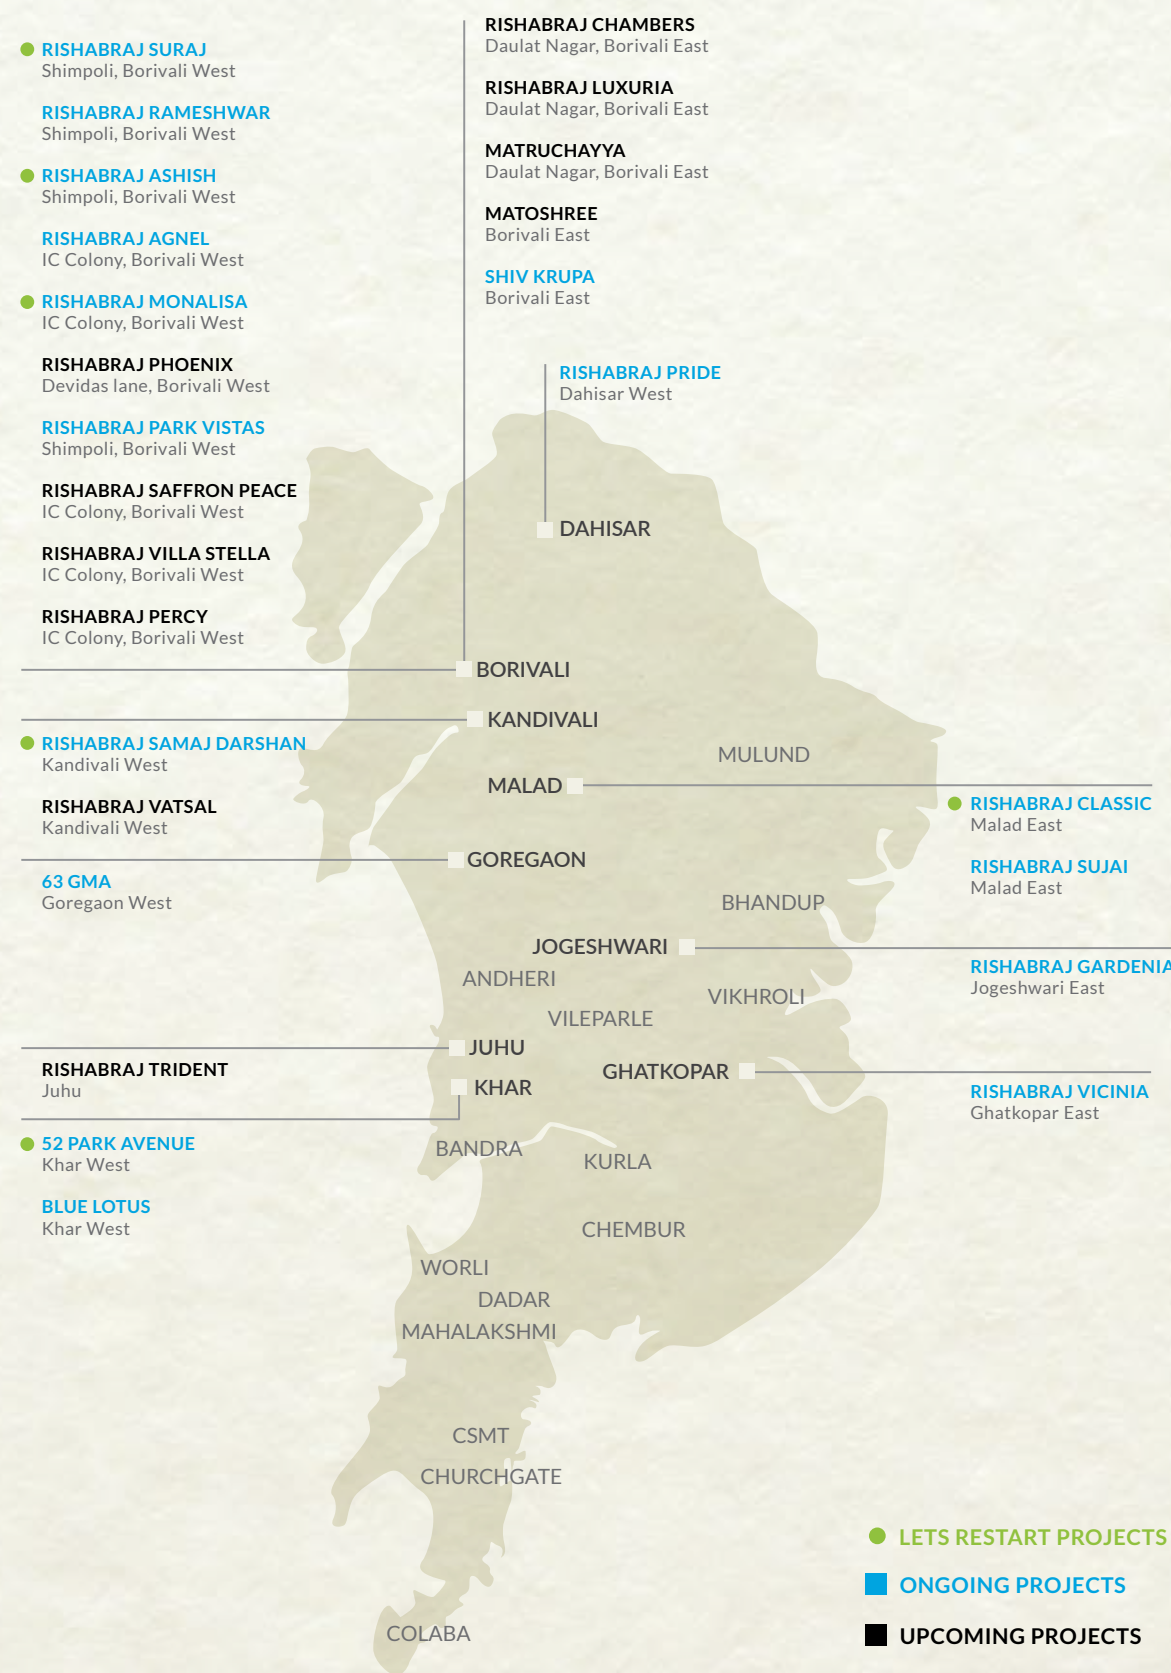 RISHABRAJ SURAJ
Shimpoli, Borivali West
RISHABRAJ RAMESHWAR
Shimpoli, Borivali West
RISHABRAJ ASHISH
Shimpoli, Borivali West
RISHABRAJ AGNEL
IC Colony, Borivali West
RISHABRAJ MONALISA
IC Colony, Borivali West
RISHABRAJ PHOENIX
Devidas lane, Borivali West
RISHABRAJ PARK VISTAS
Shimpoli, Borivali West
RISHABRAJ SAFFRON PEACE
IC Colony, Borivali West
RISHABRAJ VILLA STELLA
IC Colony, Borivali West
RISHABRAJ PERCY
IC Colony, Borivali West
RISHABRAJ CHAMBERS
Daulat Nagar, Borivali East
RISHABRAJ LUXURIA
Daulat Nagar, Borivali East
MATRUCHAYYA
Daulat Nagar, Borivali East
MATOSHREE
Borivali East
SHIV KRUPA
Borivali East
RISHABRAJ PRIDE
Dahisar West
DAHISAR
BORIVALI
KANDIVALI
RISHABRAJ SAMAJ DARSHAN
Kandivali West
RISHABRAJ VATSAL
Kandivali West
MULUND
MALAD
RISHABRAJ CLASSIC
Malad East
RISHABRAJ SUJAI
Malad East
GOREGAON
63 GMA
Goregaon West
BHANDUP
JOGESHWARI
RISHABRAJ GARDENIA
Jogeshwari East
ANDHERI
VIKHROLI
VILEPARLE
JUHU
RISHABRAJ TRIDENT
Juhu
GHATKOPAR
RISHABRAJ VICINIA
Ghatkopar East
KHAR
52 PARK AVENUE
Khar West
BLUE LOTUS
Khar West
BANDRA
KURLA
CHEMBUR
WORLI
DADAR
MAHALAKSHMI
CSMT
CHURCHGATE
COLABA
LETS RESTART PROJECTS
ONGOING PROJECTS
UPCOMING PROJECTS